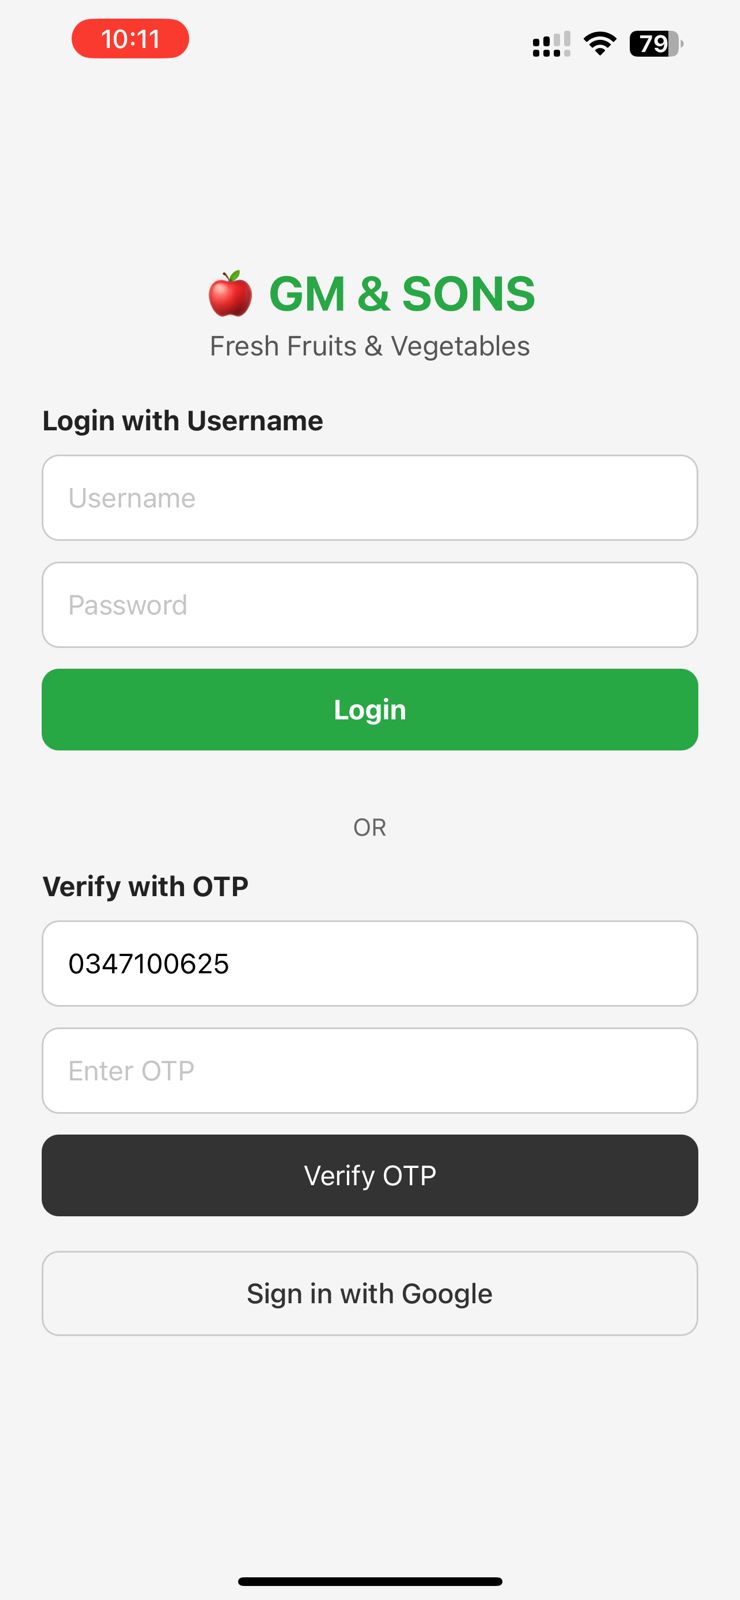 10:11
79
GM & SONS
Fresh Fruits & Vegetables
Login with Username
Username
Password
Login
OR
Verify with OTP
0347100625
Enter OTP
Verify OTP
Sign in with Google